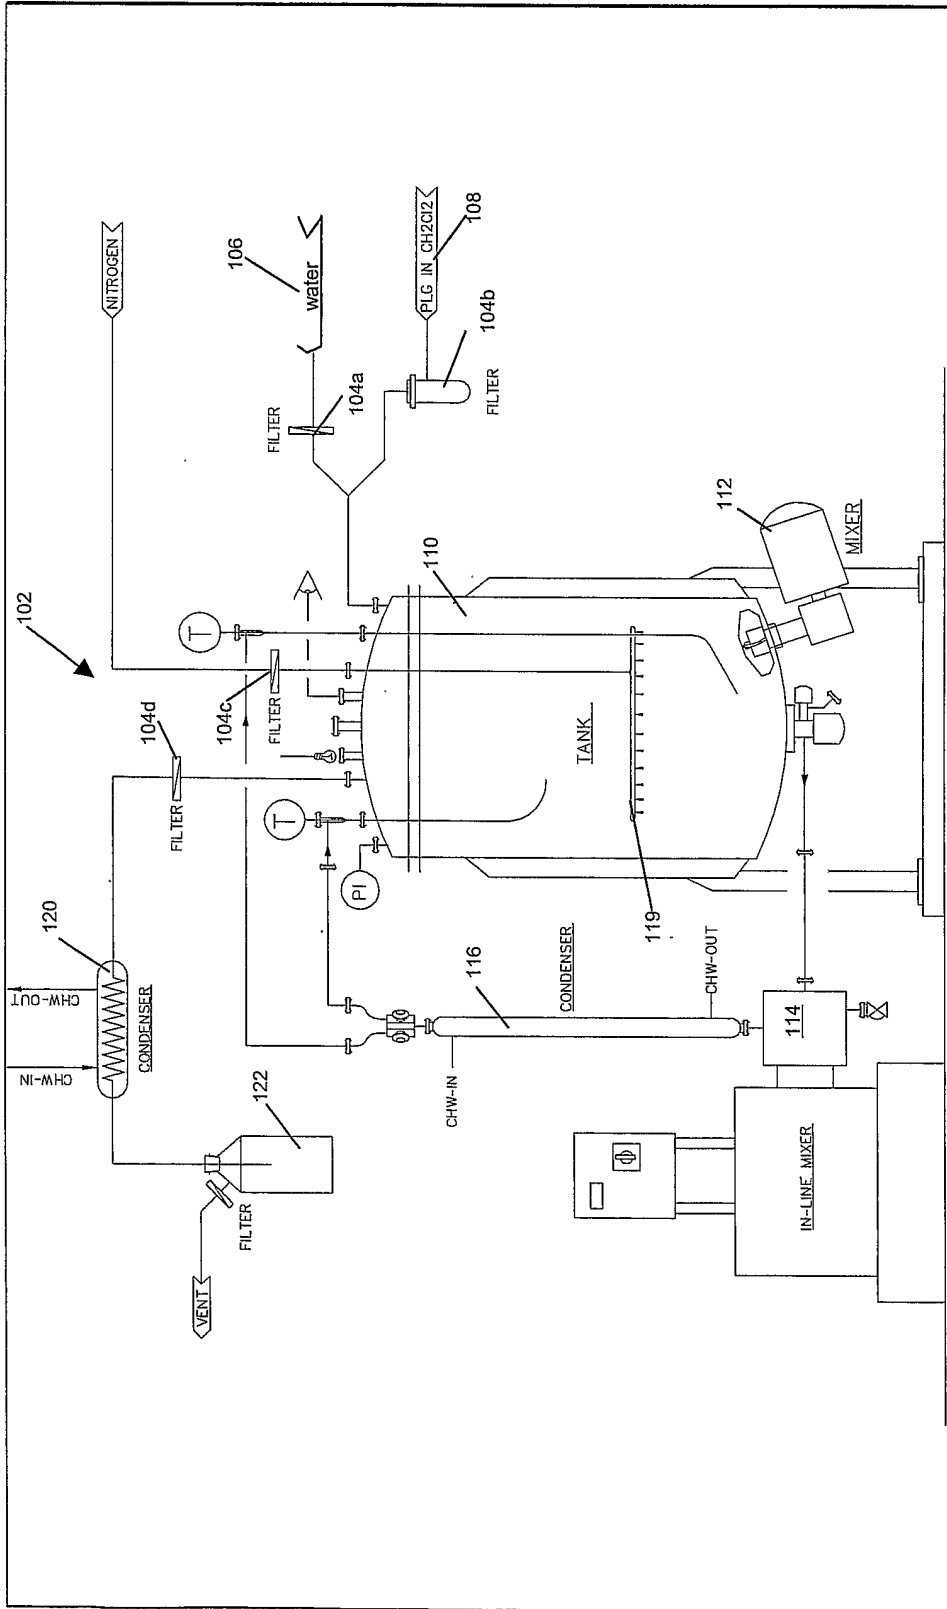 102
NITROGEN
106
water
PLG IN CH2Cl2
108
104a
FILTER
104b
FILTER
104c
FILTER
104d
FILTER
T
T
PI
110
TANK
119
112
MIXER
120
CHW-OUT
CHW-IN
CONDENSER
122
FILTER
VENT
116
CONDENSER
CHW-OUT
CHW-IN
114
IN-LINE MIXER